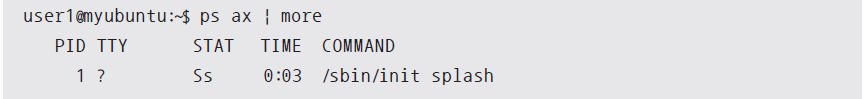 user1@myubuntu:~$ ps ax | more
PID TTY STAT TIME COMMAND
1 ? Ss 0:03 /sbin/init splash